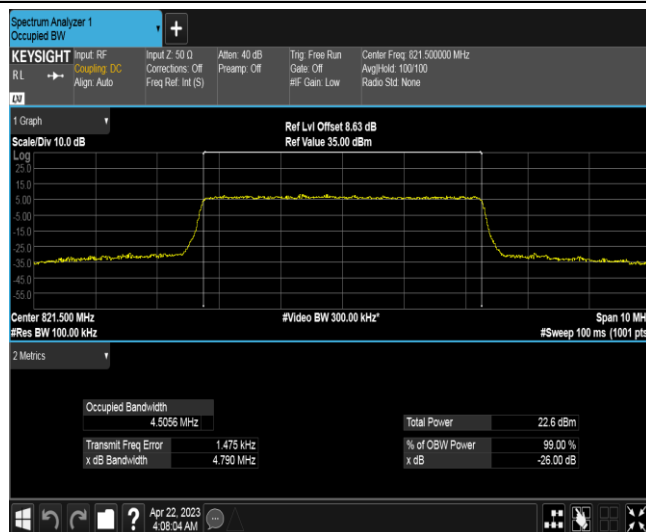 Spectrum Analyzer 1
Occupied BW
+
KEYSIGHT
RL
LXI
Input: RF
Coupling: DC
Align: Auto
Input Z: 50 Ω
Corrections: Off
Freq Ref: Int (S)
Atten: 40 dB
Preamp: Off
Trig: Free Run
Gate: Off
#IF Gain: Low
Center Freq: 821.500000 MHz
Avg|Hold: 100/100
Radio Std: None
1 Graph
Scale/Div 10.0 dB
Ref Lvl Offset 8.63 dB
Ref Value 35.00 dBm
Log
25.0
15.0
5.00
-5.00
-15.0
-25.0
-35.0
-45.0
-55.0
Center 821.500 MHz
#Res BW 100.00 kHz
#Video BW 300.00 kHz*
Span 10 MH
#Sweep 100 ms (1001 pts
2 Metrics
Occupied Bandwidth
4.5056 MHz
Transmit Freq Error 1.475 kHz
x dB Bandwidth 4.790 MHz
Total Power 22.6 dBm
% of OBW Power 99.00 %
x dB -26.00 dB
?
Apr 22, 2023
4:08:04 AM